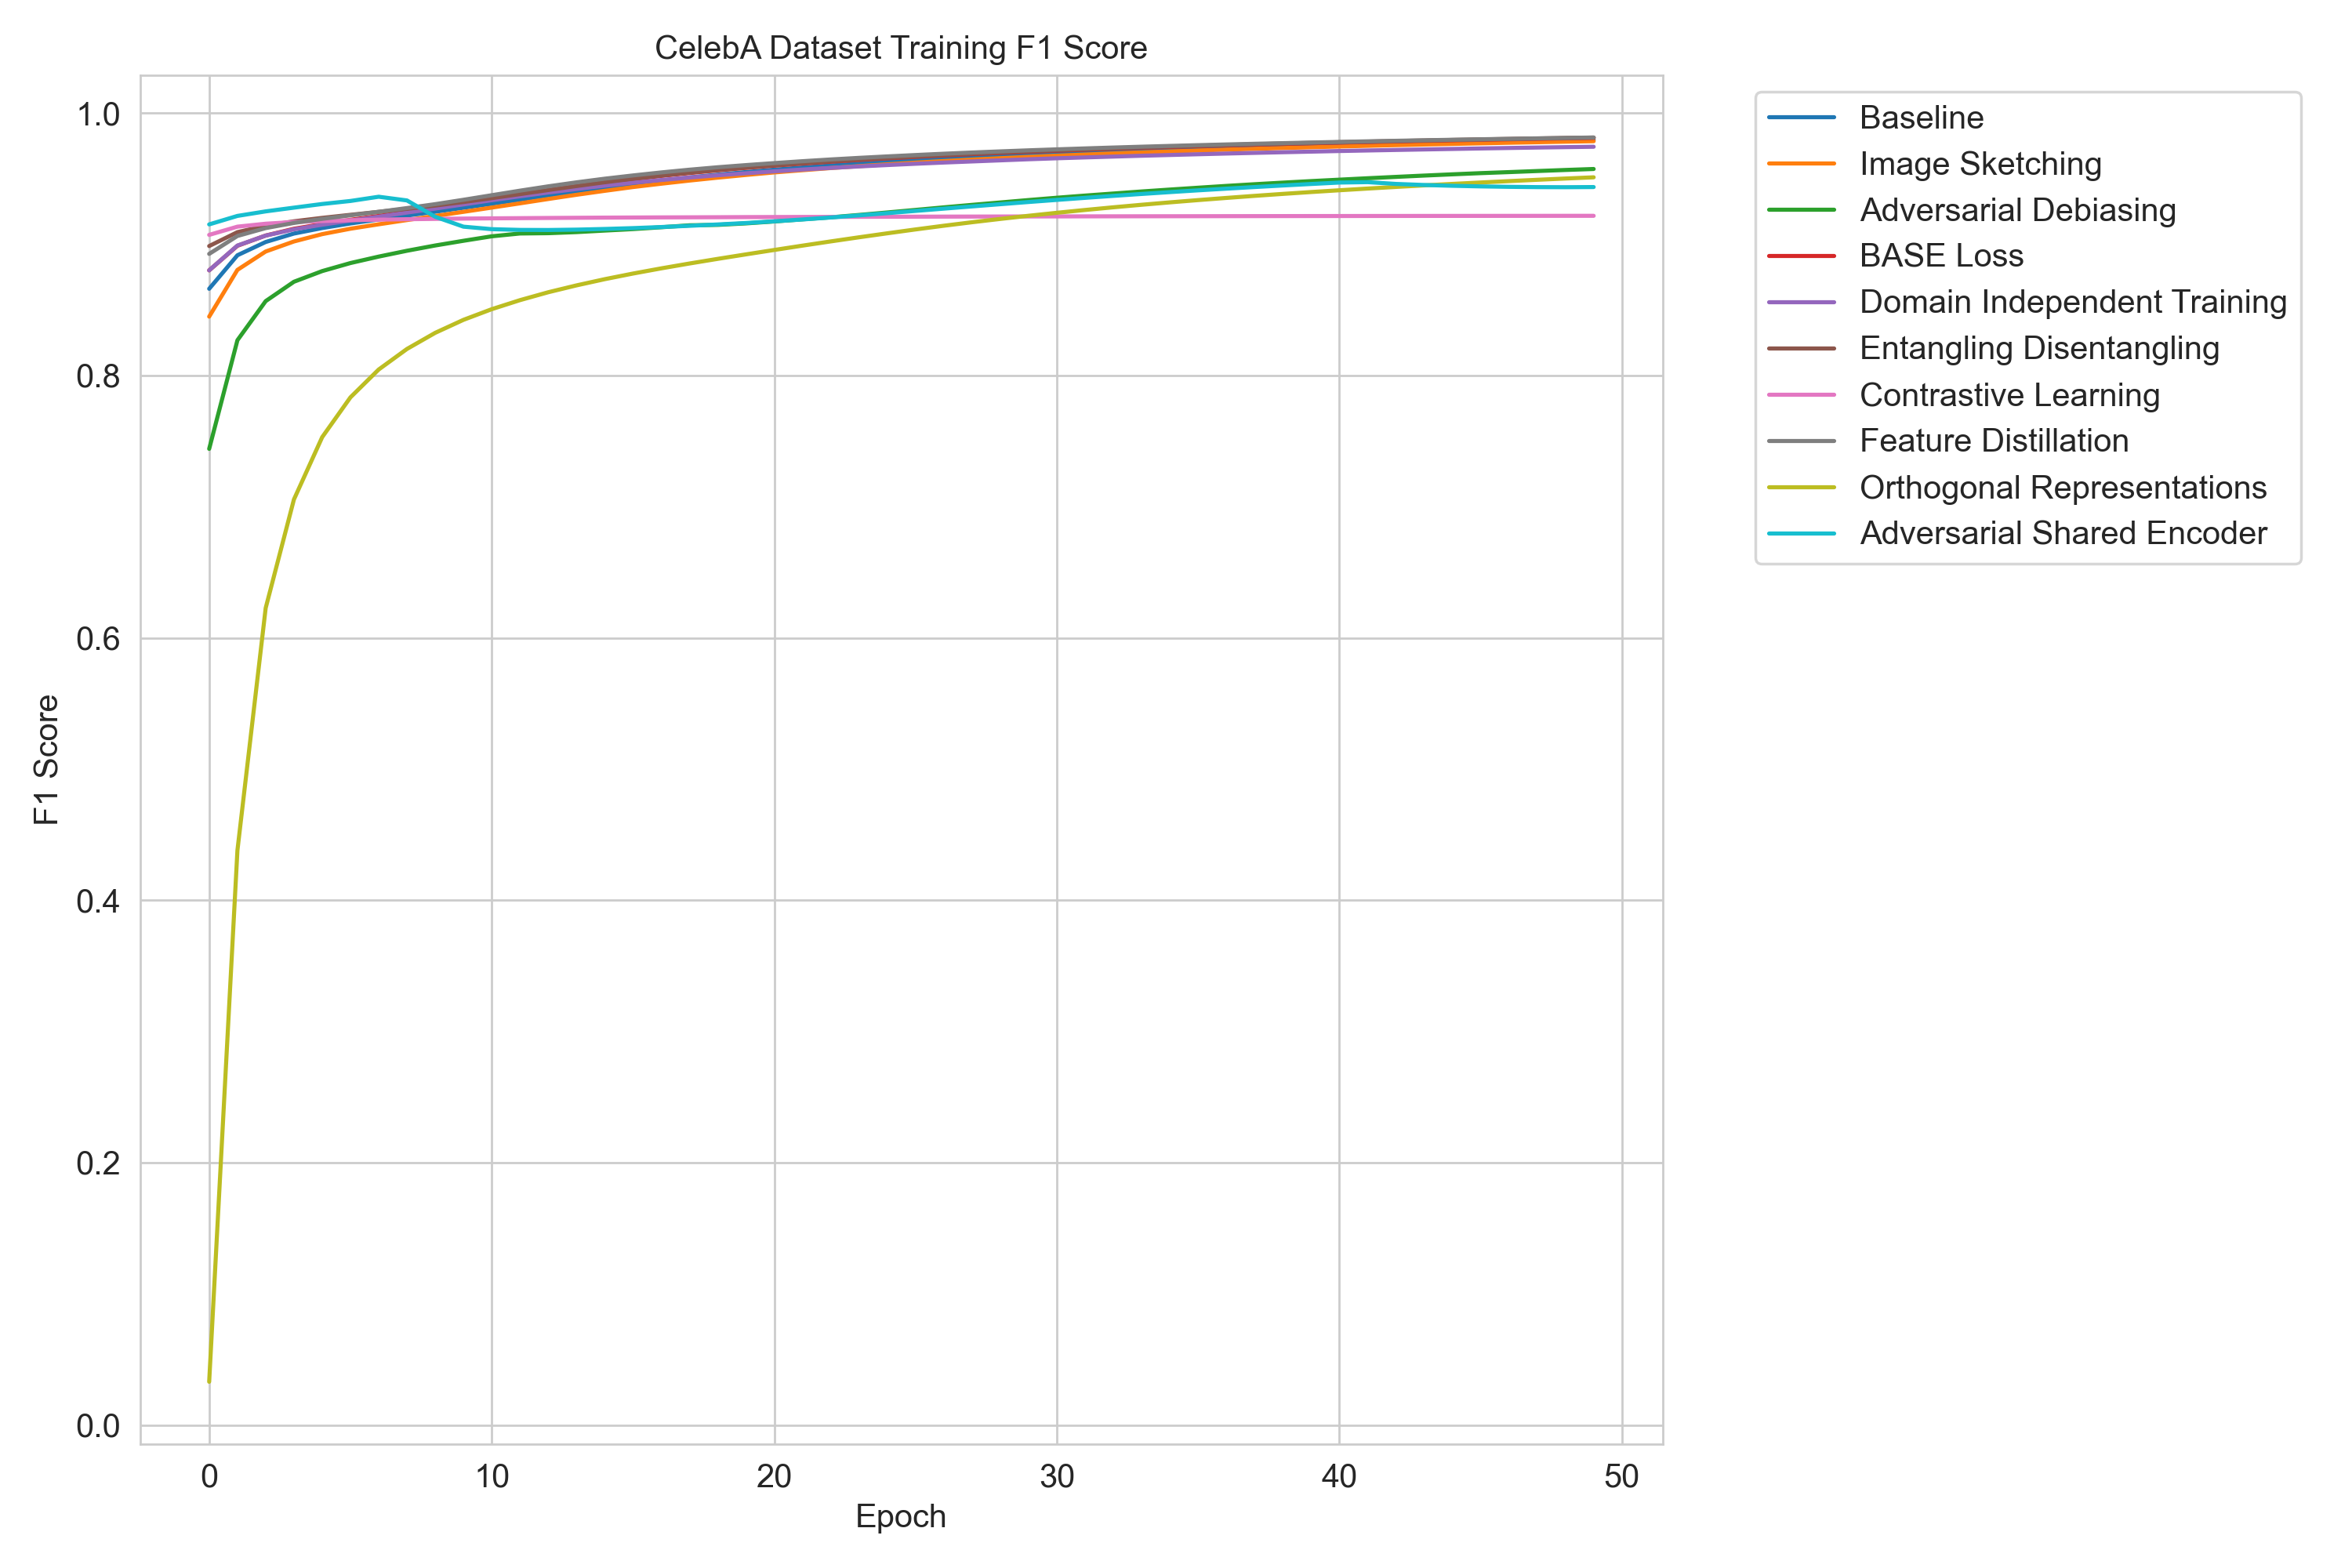 CelebA Dataset Training F1 Score
1.0
0.8
0.6
0.4
0.2
0.0
F1 Score
0 10 20 30 40 50
Epoch
Baseline
Image Sketching
Adversarial Debiasing
BASE Loss
Domain Independent Training
Entangling Disentangling
Contrastive Learning
Feature Distillation
Orthogonal Representations
Adversarial Shared Encoder